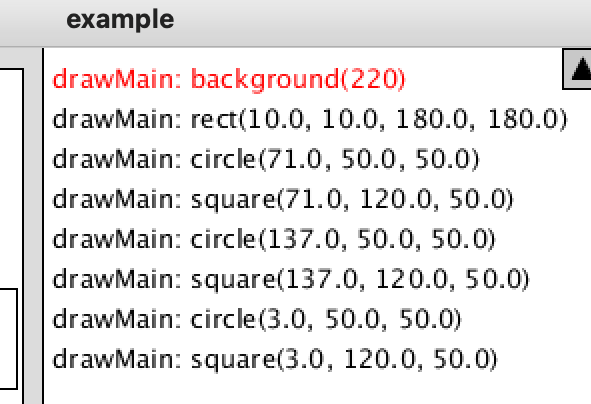 example
drawMain: background(220)
drawMain: rect(10.0, 10.0, 180.0, 180.0)
drawMain: circle(71.0, 50.0, 50.0)
drawMain: square(71.0, 120.0, 50.0)
drawMain: circle(137.0, 50.0, 50.0)
drawMain: square(137.0, 120.0, 50.0)
drawMain: circle(3.0, 50.0, 50.0)
drawMain: square(3.0, 120.0, 50.0)